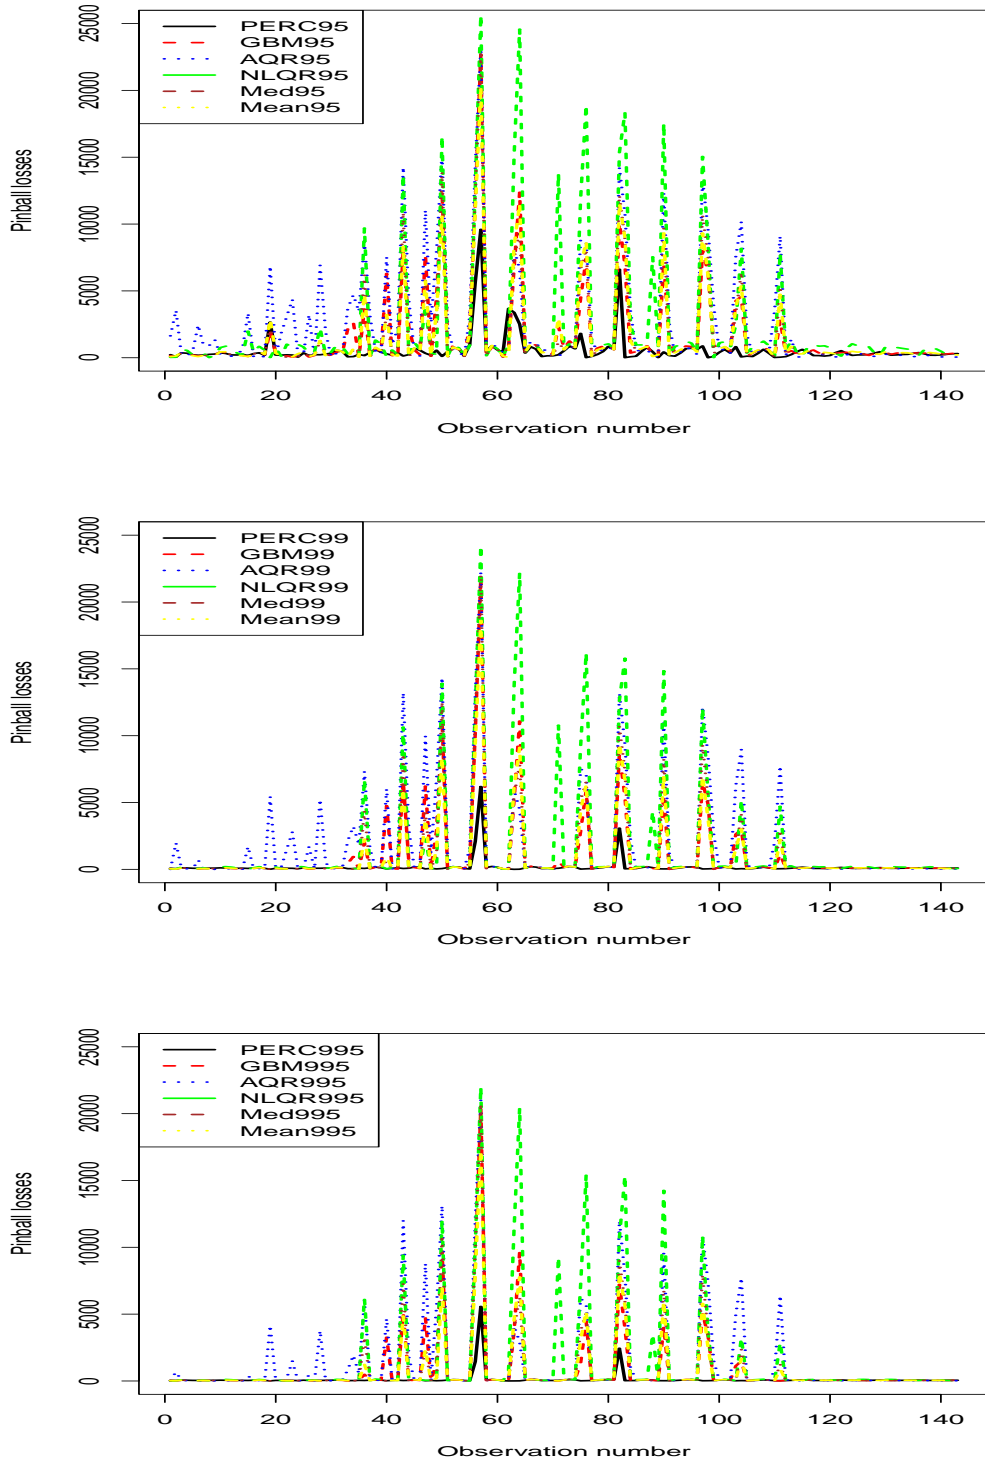 PERC95
GBM95
AQR95
NLQR95
Med95
Mean95
Pinball losses
0
5000
10000
15000
20000
25000
0 20 40 60 80 100 120 140
Observation number
PERC99
GBM99
AQR99
NLQR99
Med99
Mean99
Pinball losses
0
5000
10000
15000
20000
25000
0 20 40 60 80 100 120 140
Observation number
PERC995
GBM995
AQR995
NLQR995
Med995
Mean995
Pinball losses
0
5000
10000
15000
20000
25000
0 20 40 60 80 100 120 140
Observation number